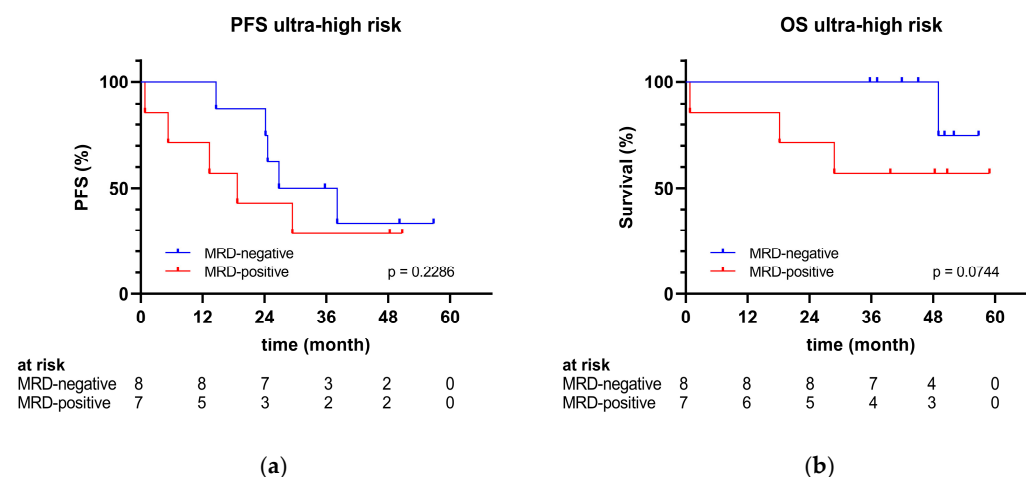 PFS ultra-high risk
100
50
0
PFS (%)
MRD-negative
MRD-positive
p = 0.2286
0 12 24 36 48 60
time (month)
at risk
MRD-negative 8 8 7 3 2 0
MRD-positive 7 5 3 2 2 0
(a)
OS ultra-high risk
100
50
0
Survival (%)
MRD-negative
MRD-positive
p = 0.0744
0 12 24 36 48 60
time (month)
at risk
MRD-negative 8 8 8 7 4 0
MRD-positive 7 6 5 4 3 0
(b)